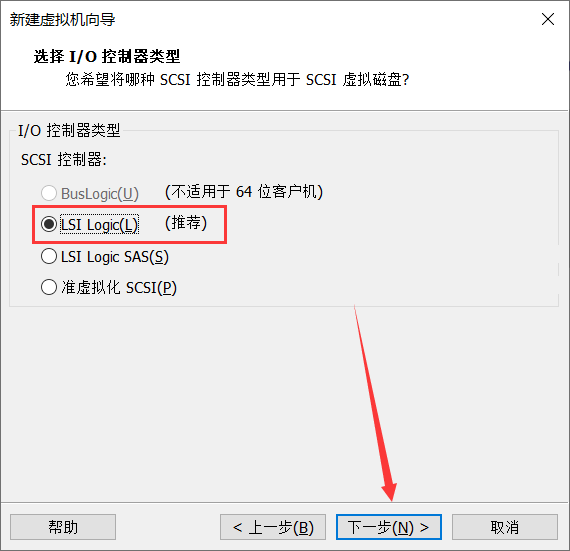 新建虚拟机向导
选择 I/O 控制器类型
您希望将哪种 SCSI 控制器类型用于 SCSI 虚拟磁盘?
I/O 控制器类型
SCSI 控制器:
BusLogic(U) (不适用于 64 位客户机)
LSI Logic(L) (推荐)
LSI Logic SAS(S)
准虚拟化 SCSI(P)
帮助 < 上一步(B) 下一步(N) > 取消